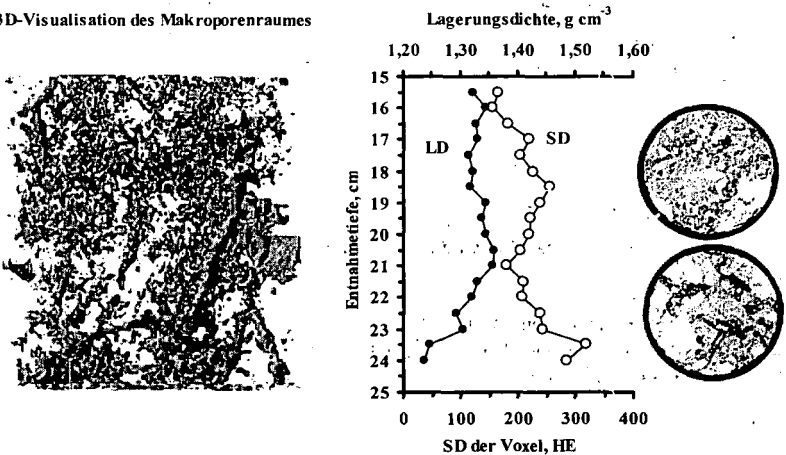 3D-Visualisation des Makroporenraumes
Lagerungsdichte, g cm-3
1,20 1,30 1,40 1,50 1,60
15
16
17
18
19
20
21
22
23
24
25
Entnahmetiefe, cm
LD
SD
0 100 200 300 400
SD der Voxel, HE